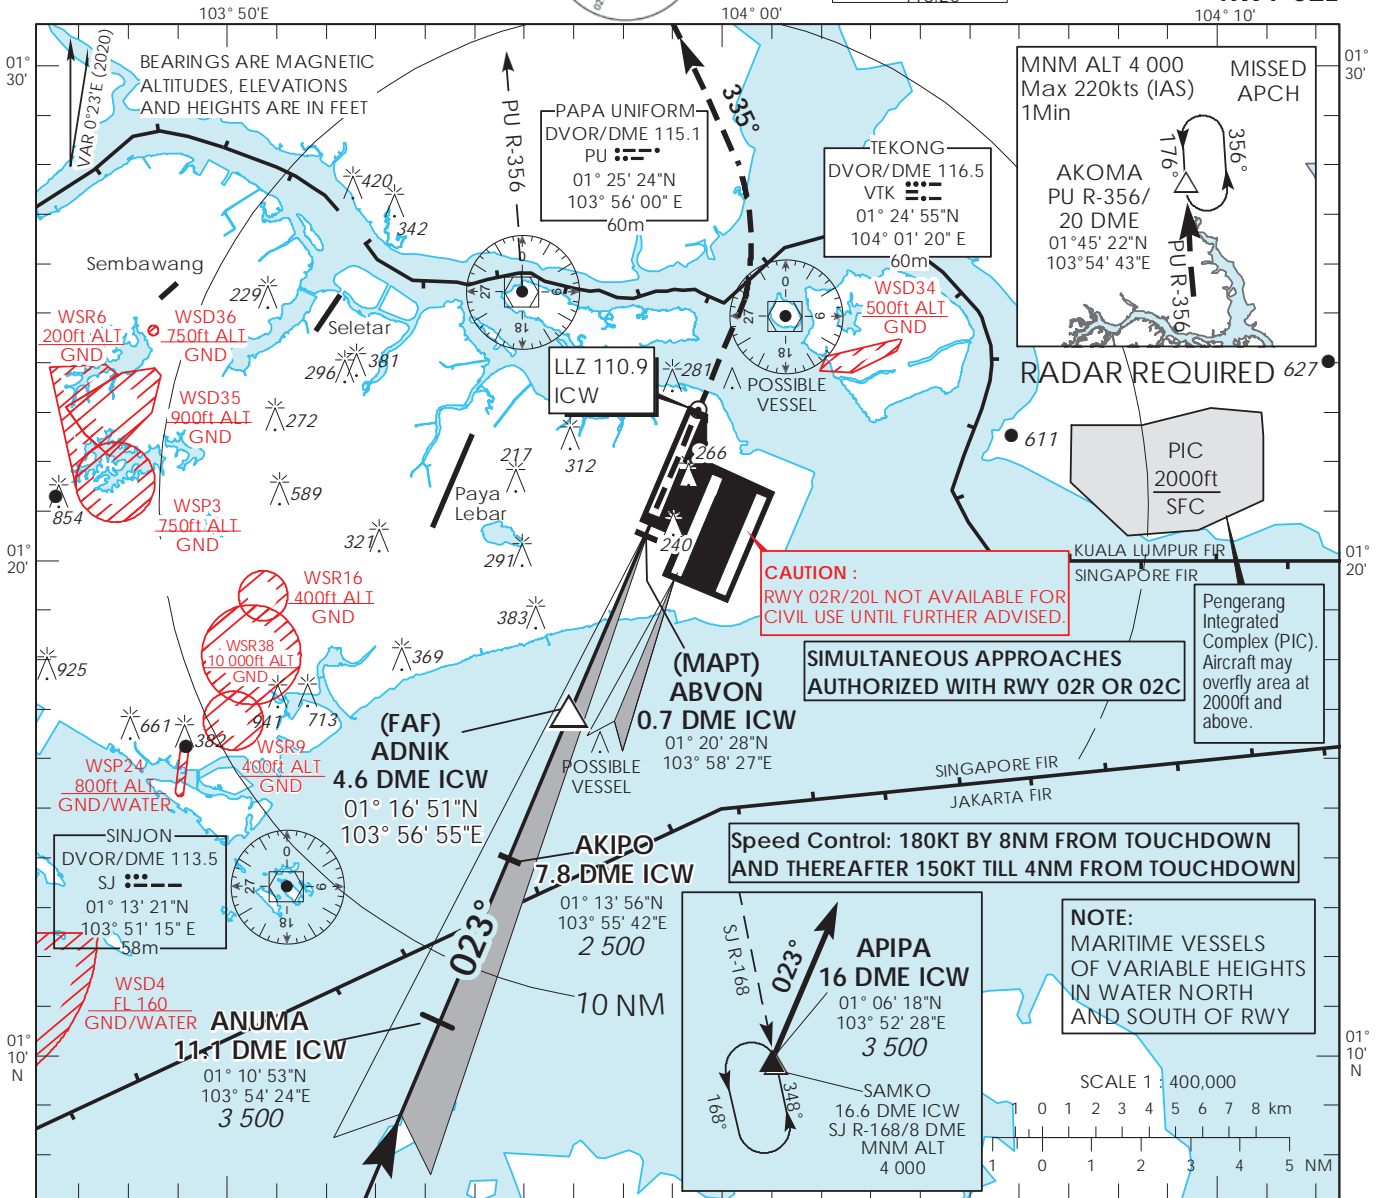 103° 50'E
104° 00'
104° 10'
01°
30'
VAR 0°23'E (2020)
BEARINGS ARE MAGNETIC
ALTITUDES, ELEVATIONS
AND HEIGHTS ARE IN FEET
PU R-356
PAPA UNIFORM
DVOR/DME 115.1
PU
01° 25' 24"N
103° 56' 00" E
60m
335°
TEKONG
DVOR/DME 116.5
VTK
01° 24' 55"N
104° 01' 20" E
60m
MNM ALT 4 000
Max 220kts (IAS)
1Min
MISSED
APCH
176°
356°
AKOMA
PU R-356/
20 DME
01°45' 22"N
103°54' 43"E
PU R-356
01°
30'
420
342
Sembawang
229
Seletar
296
381
WSR6
200ft ALT
GND
WSD36
750ft ALT
GND
WSD35
900ft ALT
GND
272
0
9
18
27
0
9
18
27
WSD34
500ft ALT
GND
LLZ 110.9
ICW
281
POSSIBLE
VESSEL
RADAR REQUIRED
627
611
PIC
2000ft
SFC
217
312
266
589
854
WSP3
750ft ALT
GND
Paya
Lebar
321
291
240
01°
20'
KUALA LUMPUR FIR
SINGAPORE FIR
01°
20'
CAUTION :
RWY 02R/20L NOT AVAILABLE FOR
CIVIL USE UNTIL FURTHER ADVISED.
Pengerang
Integrated
Complex (PIC).
Aircraft may
overfly area at
2000ft and
above.
WSR16
400ft ALT
GND
383
WSR38
10 000ft ALT
GND
369
925
(MAPT)
ABVON
0.7 DME ICW
01° 20' 28"N
103° 58' 27"E
SIMULTANEOUS APPROACHES
AUTHORIZED WITH RWY 02R OR 02C
661
382
941
713
WSR9
400ft ALT
GND
WSP24
800ft ALT
GND/WATER
(FAF)
ADNIK
4.6 DME ICW
01° 16' 51"N
103° 56' 55"E
POSSIBLE
VESSEL
SINGAPORE FIR
JAKARTA FIR
SINJON
DVOR/DME 113.5
SJ
01° 13' 21"N
103° 51' 15" E
58m
0
9
18
27
AKIPO
7.8 DME ICW
01° 13' 56"N
103° 55' 42"E
2 500
Speed Control: 180KT BY 8NM FROM TOUCHDOWN
AND THEREAFTER 150KT TILL 4NM FROM TOUCHDOWN
023°
10 NM
WSD4
FL 160
GND/WATER
ANUMA
11.1 DME ICW
01° 10' 53"N
103° 54' 24"E
3 500
SJ R-168
023°
APIPA
16 DME ICW
01° 06' 18"N
103° 52' 28"E
3 500
168°
348°
SAMKO
16.6 DME ICW
SJ R-168/8 DME
MNM ALT
4 000
NOTE:
MARITIME VESSELS
OF VARIABLE HEIGHTS
IN WATER NORTH
AND SOUTH OF RWY
01°
10'
N
01°
10'
N
SCALE 1 : 400,000
1 0 1 2 3 4 5 6 7 8 km
1 0 1 2 3 4 5 NM